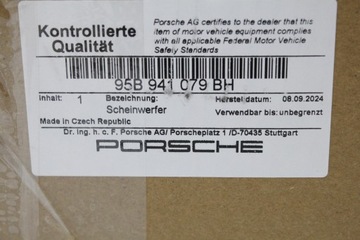 Kontrollierte
Qualität
Porsche AG certifies to the dealer that this
item of motor vehicle equipment complies
with all applicable Federal Motor Vehicle
Safety Standards
95B 941 079 BH
Inhalt: 1 Bezeichnung: Herstelldatum: 08.09.2024
Scheinwerfer Verwendbar bis: unbegrenzt
Made in Czech Republic
Dr. Ing. h. c. F. Porsche AG/ Porscheplatz 1 /D-70435 Stuttgart
PORSCHE